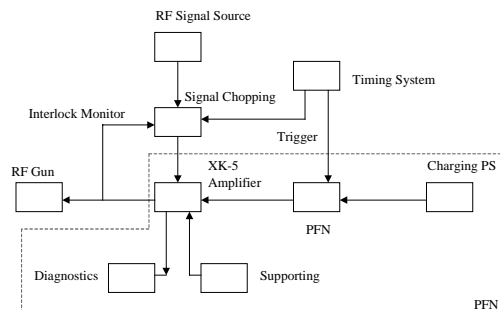 RF Signal Source
Timing System
Signal Chopping
Interlock Monitor
Trigger
RF Gun
XK-5
Amplifier
Charging PS
PFN
Diagnostics
Supporting
PFN